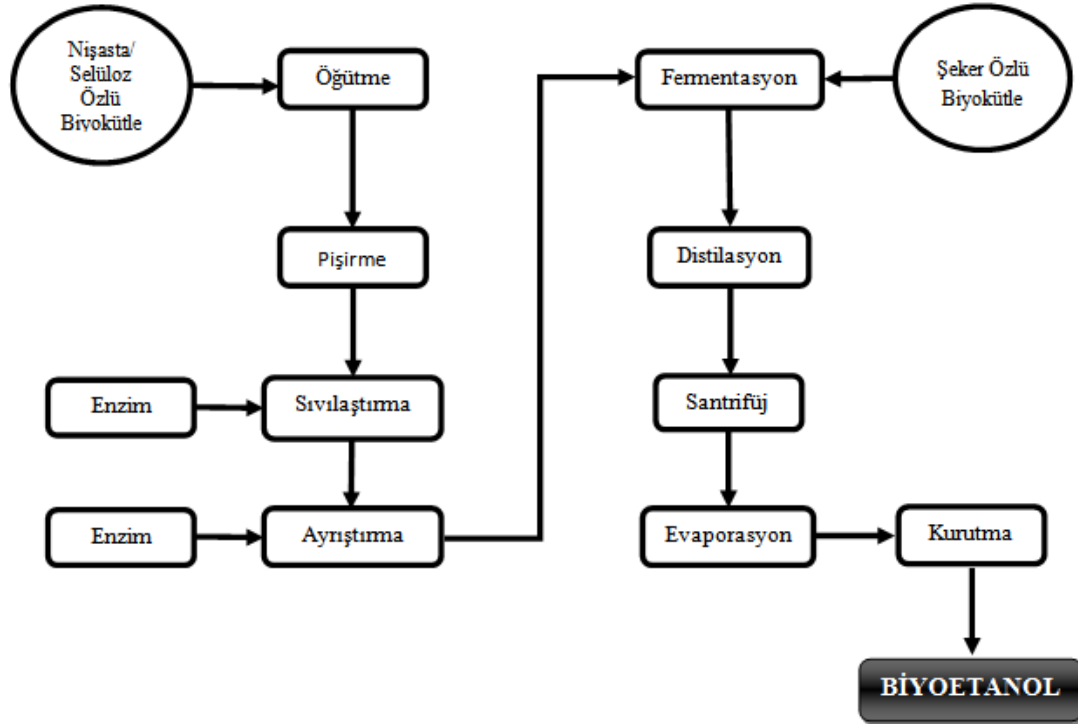 Nişasta/
Selüloz
Özlü
Biyokütle
Öğütme
Pişirme
Enzim
Sıvılaştırma
Enzim
Ayrıştırma
Fermentasyon
Şeker Özlü
Biyokütle
Distilasyon
Santrifüj
Evaporasyon
Kurutma
BİYOETANOL